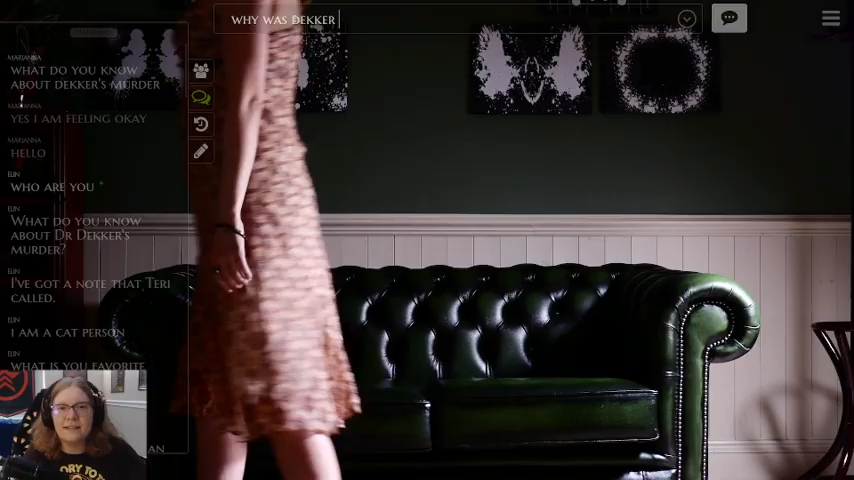 WHY WAS DEKKER
MARIANNA
WHAT DO YOU KNOW
ABOUT DEKKER'S MURDER
MARIANNA
YES I AM FEELING OKAY
MARIANNA
HELLO
ELIN
WHO ARE YOU *
ELIN
WHAT DO YOU KNOW
ABOUT DR DEKKER'S
MURDER?
ELIN
I'VE GOT A NOTE THAT TERI
CALLED.
ELIN
I AM A CAT PERSON
ELIN
WHAT IS YOU FAVORITE